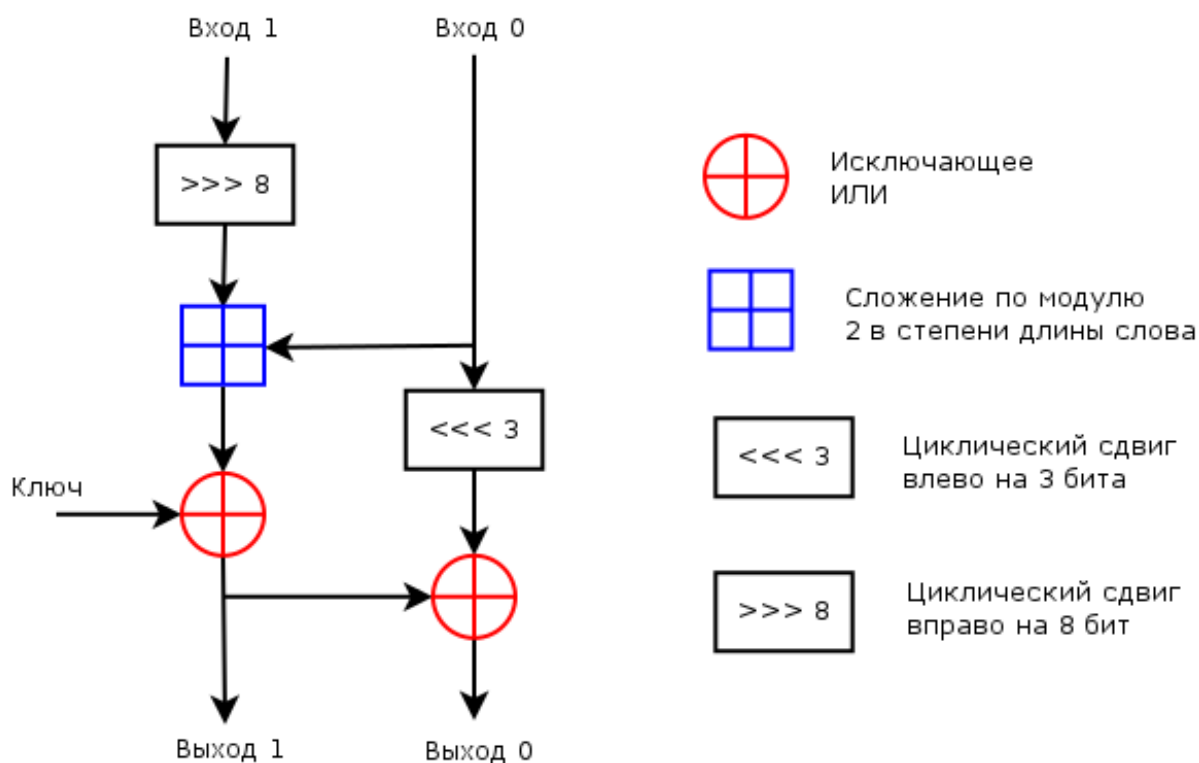 Вход 1
Вход 0
>>> 8
Исключающее
ИЛИ
Сложение по модулю
2 в степени длины слова
<<< 3
<<< 3
Циклический сдвиг
влево на 3 бита
Ключ
>>> 8
Циклический сдвиг
вправо на 8 бит
Выход 1
Выход 0